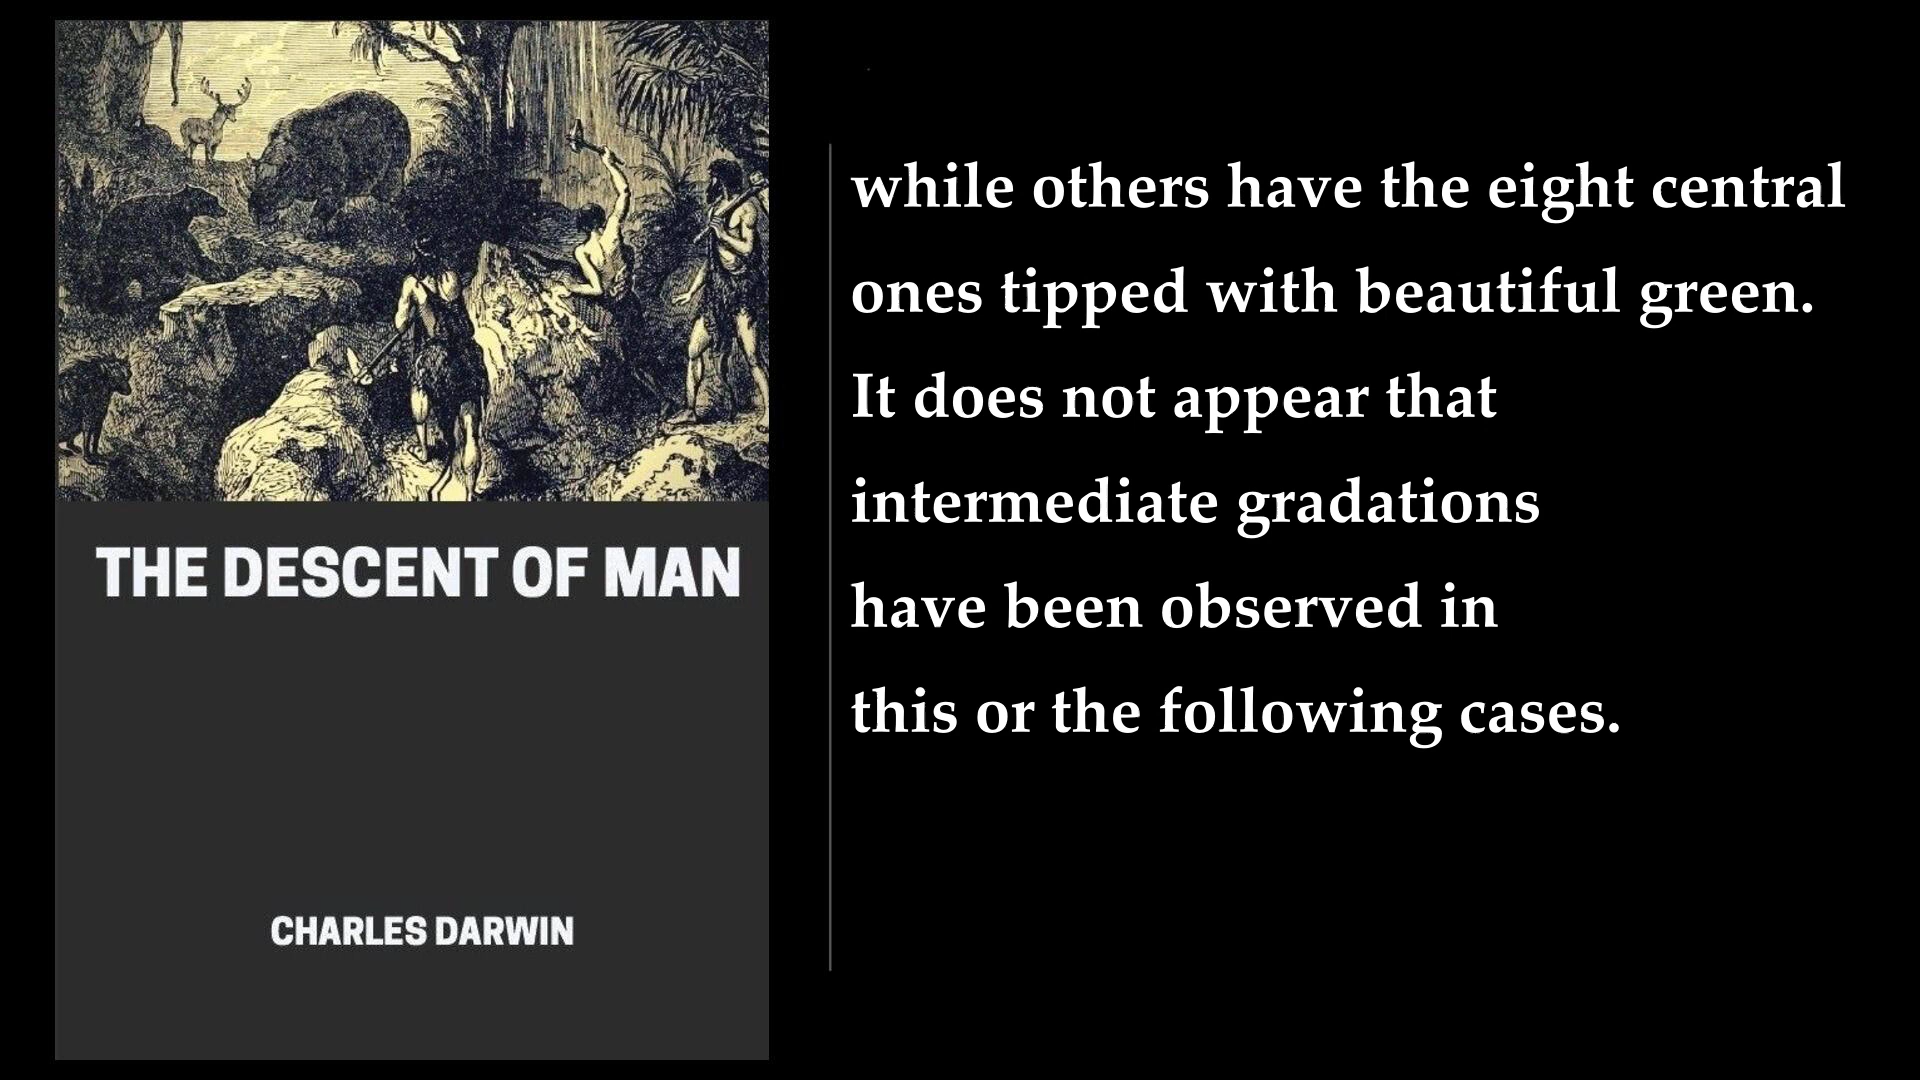 THE DESCENT OF MAN
CHARLES DARWIN
while others have the eight central
ones tipped with beautiful green.
It does not appear that
intermediate gradations
have been observed in
this or the following cases.